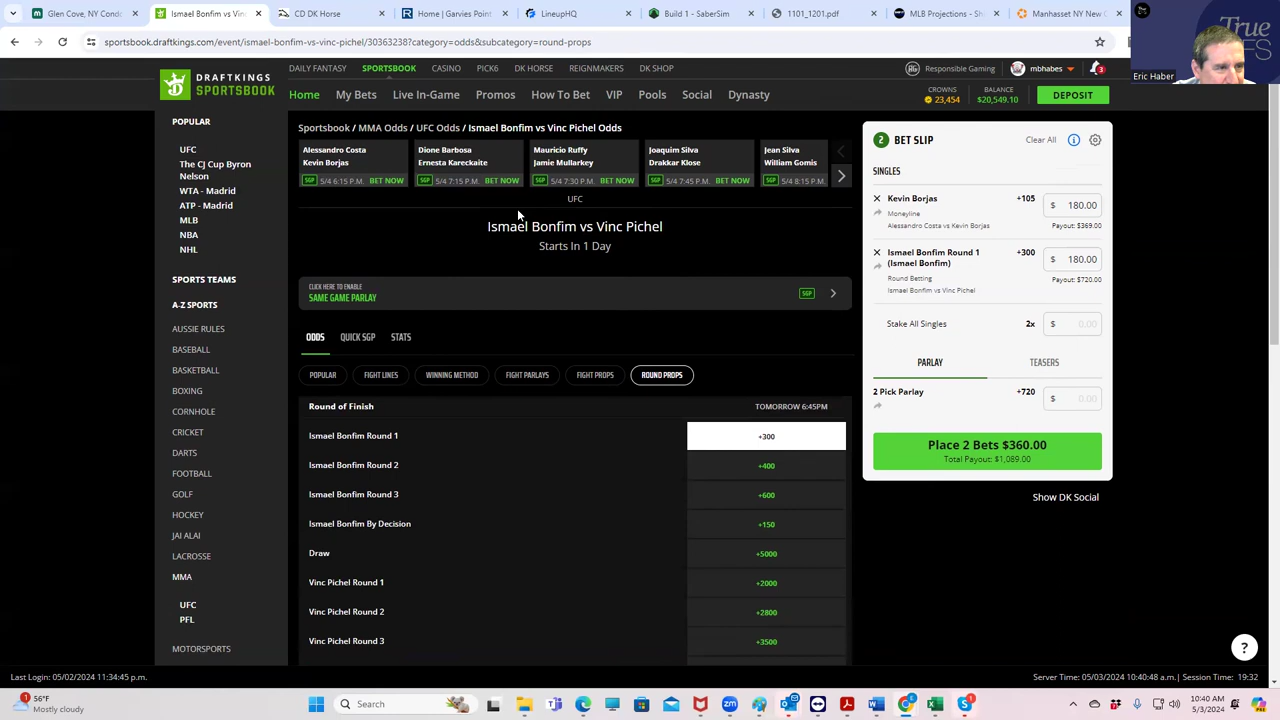 Glen Cove, NY Condo
Ismael Bonfim vs Vinc Pichel
CD DK Horse
Home | Garvies Point
LineupHQ
Build 1 - SaberSim
1101_1201.pdf
MLB Projections - Sh
Manhasset NY New C
sportsbook.draftkings.com/event/ismael-bonfim-vs-vinc-pichel/30363238?category=odds&subcategory=round-props
True
Eric Haber
DRAFTKINGS
SPORTSBOOK
DAILY FANTASY SPORTSBOOK CASINO PICK6 DK HORSE REIGNMAKERS DK SHOP
Responsible Gaming mbhabes 3
Home My Bets Live In-Game Promos How To Bet VIP Pools Social Dynasty
CROWNS
23,454
BALANCE
$20,549.10
DEPOSIT
POPULAR
UFC
The CJ Cup Byron
Nelson
WTA - Madrid
ATP - Madrid
MLB
NBA
NHL
SPORTS TEAMS
A-Z SPORTS
AUSSIE RULES
BASEBALL
BASKETBALL
BOXING
CORNHOLE
CRICKET
DARTS
FOOTBALL
GOLF
HOCKEY
JAI ALAI
LACROSSE
MMA
UFC
PFL
MOTORSPORTS
Sportsbook / MMA Odds / UFC Odds / Ismael Bonfim vs Vinc Pichel Odds
Alessandro Costa
Kevin Borjas
SGP 5/4 6:15 P.M. BET NOW
Dione Barbosa
Ernesta Kareckaite
SGP 5/4 7:15 P.M. BET NOW
Mauricio Ruffy
Jamie Mullarkey
SGP 5/4 7:30 P.M. BET NOW
Joaquim Silva
Drakkar Klose
SGP 5/4 7:45 P.M. BET NOW
Jean Silva
William Gomis
SGP 5/4 8:15 P.M.
UFC
Ismael Bonfim vs Vinc Pichel
Starts In 1 Day
CLICK HERE TO ENABLE
SAME GAME PARLAY
SGP
ODDS QUICK SGP STATS
POPULAR FIGHT LINES WINNING METHOD FIGHT PARLAYS FIGHT PROPS ROUND PROPS
Round of Finish TOMORROW 6:45PM
Ismael Bonfim Round 1 +300
Ismael Bonfim Round 2 +400
Ismael Bonfim Round 3 +600
Ismael Bonfim By Decision +150
Draw +5000
Vinc Pichel Round 1 +2000
Vinc Pichel Round 2 +2800
Vinc Pichel Round 3 +3500
2 BET SLIP Clear All
SINGLES
Kevin Borjas +105 $ 180.00
Moneyline
Alessandro Costa vs Kevin Borjas Payout: $369.00
Ismael Bonfim Round 1 +300 $ 180.00
(Ismael Bonfim)
Round Betting Payout: $720.00
Ismael Bonfim vs Vinc Pichel
Stake All Singles 2x $ 0.00
PARLAY TEASERS
2 Pick Parlay +720 $ 0.00
Place 2 Bets $360.00
Total Payout: $1,089.00
Show DK Social
?
Last Login: 05/02/2024 11:34:45 p.m.
Server Time: 05/03/2024 10:40:48 a.m.| Session Time: 19:32
56°F
Mostly cloudy
Search
10:40 AM
5/3/2024